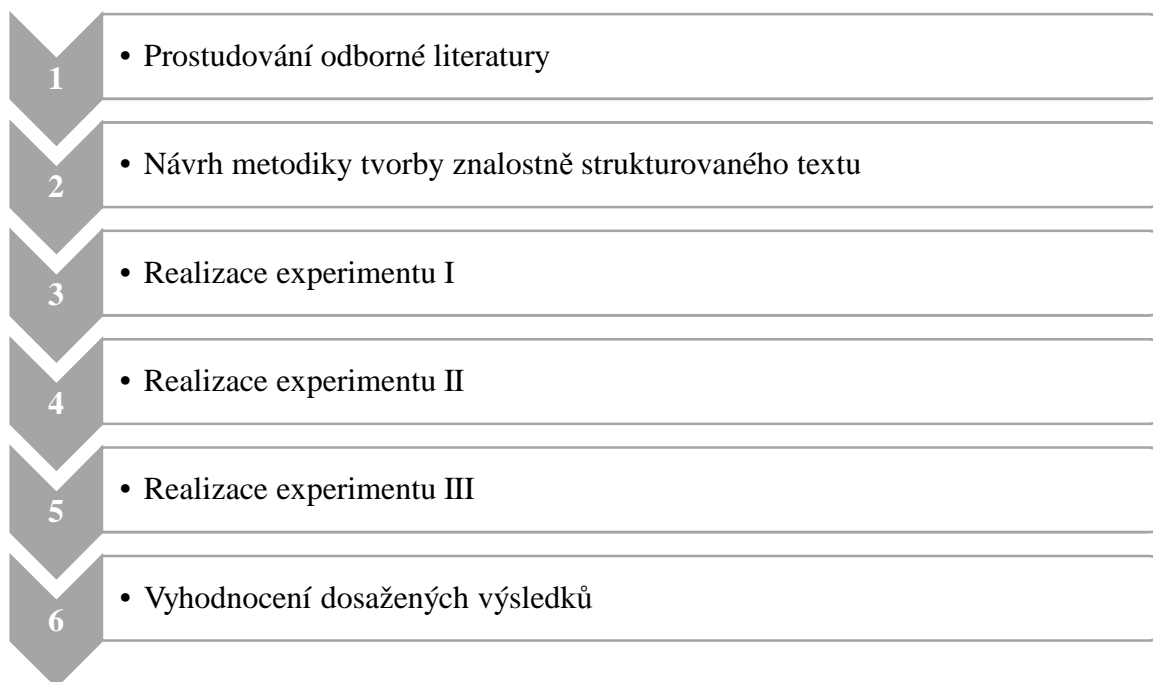 1
• Prostudování odborné literatury
2
• Návrh metodiky tvorby znalostně strukturovaného textu
3
• Realizace experimentu I
4
• Realizace experimentu II
5
• Realizace experimentu III
6
• Vyhodnocení dosažených výsledků